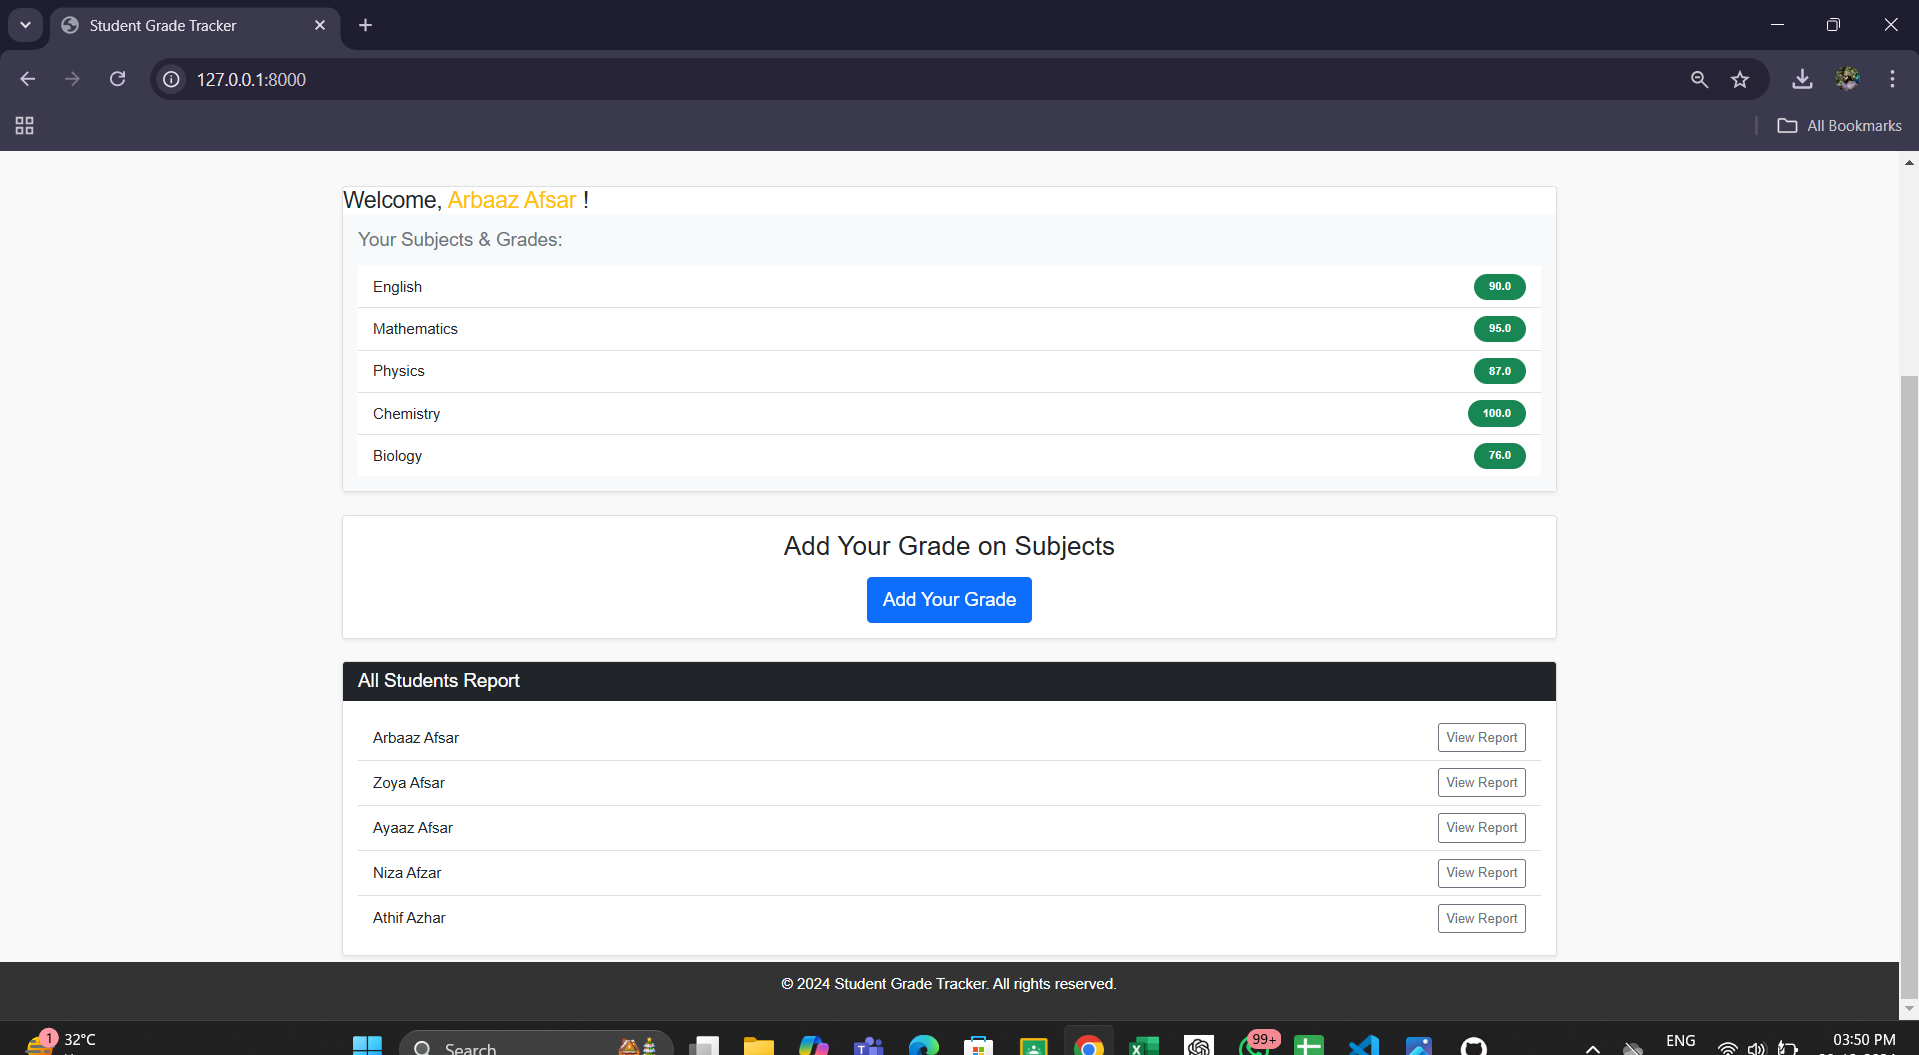 Student Grade Tracker
127.0.0.1:8000
All Bookmarks
Welcome, Arbaaz Afsar !
Your Subjects & Grades:
English 90.0
Mathematics 95.0
Physics 87.0
Chemistry 100.0
Biology 76.0
Add Your Grade on Subjects
Add Your Grade
All Students Report
Arbaaz Afsar View Report
Zoya Afsar View Report
Ayaaz Afsar View Report
Niza Afzar View Report
Athif Azhar View Report
© 2024 Student Grade Tracker. All rights reserved.
1 32°C Search 99+ ENG 03:50 PM